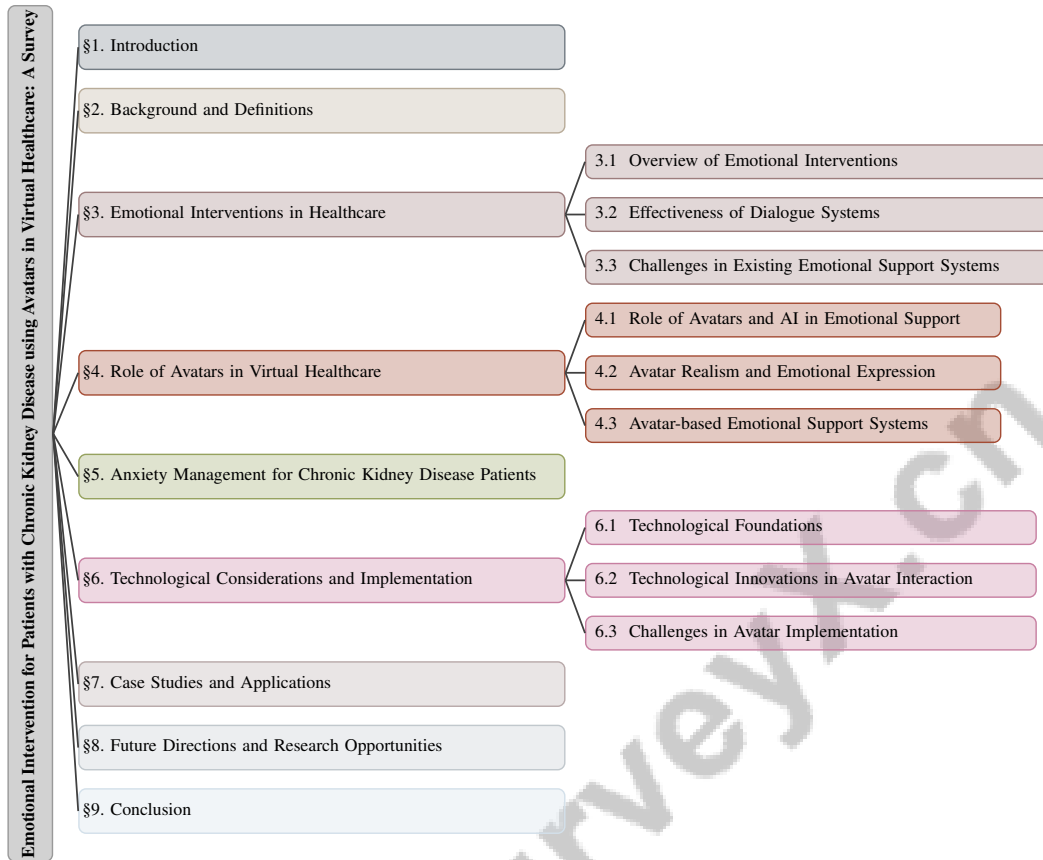 Emotional Intervention for Patients with Chronic Kidney Disease using Avatars in Virtual Healthcare: A Survey
§1. Introduction
§2. Background and Definitions
§3. Emotional Interventions in Healthcare
3.1 Overview of Emotional Interventions
3.2 Effectiveness of Dialogue Systems
3.3 Challenges in Existing Emotional Support Systems
§4. Role of Avatars in Virtual Healthcare
4.1 Role of Avatars and AI in Emotional Support
4.2 Avatar Realism and Emotional Expression
4.3 Avatar-based Emotional Support Systems
§5. Anxiety Management for Chronic Kidney Disease Patients
§6. Technological Considerations and Implementation
6.1 Technological Foundations
6.2 Technological Innovations in Avatar Interaction
6.3 Challenges in Avatar Implementation
§7. Case Studies and Applications
§8. Future Directions and Research Opportunities
§9. Conclusion
urveyx.cn